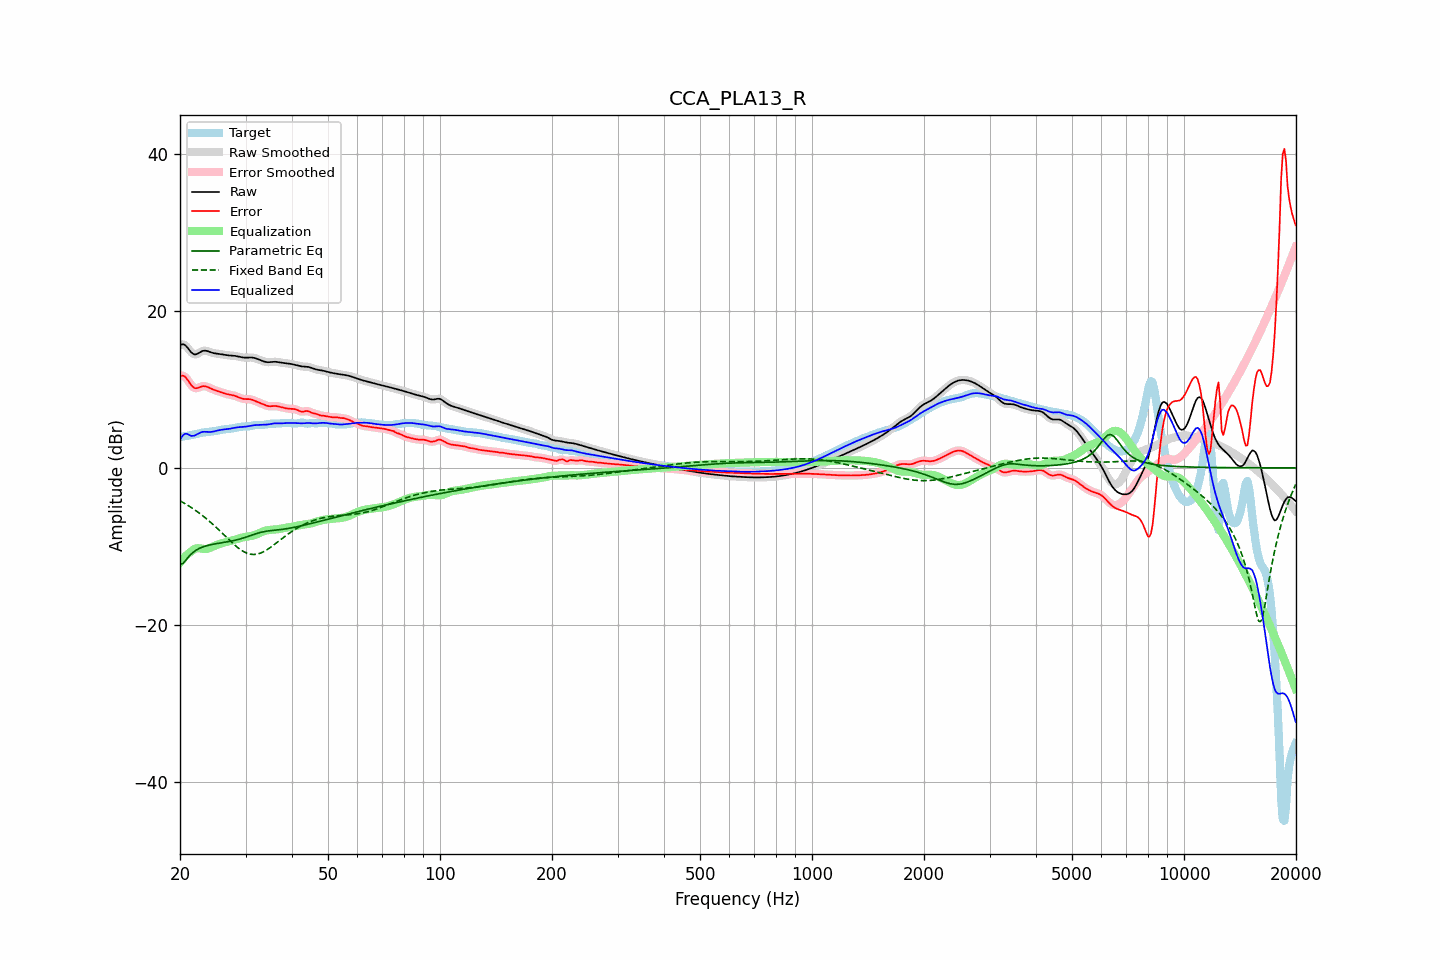 CCA_PLA13_R
Target
Raw Smoothed
Error Smoothed
Raw
Error
Equalization
Parametric Eq
Fixed Band Eq
Equalized
40
20
0
−20
−40
Amplitude (dBr)
20 50 100 200 500 1000 2000 5000 10000 20000
Frequency (Hz)